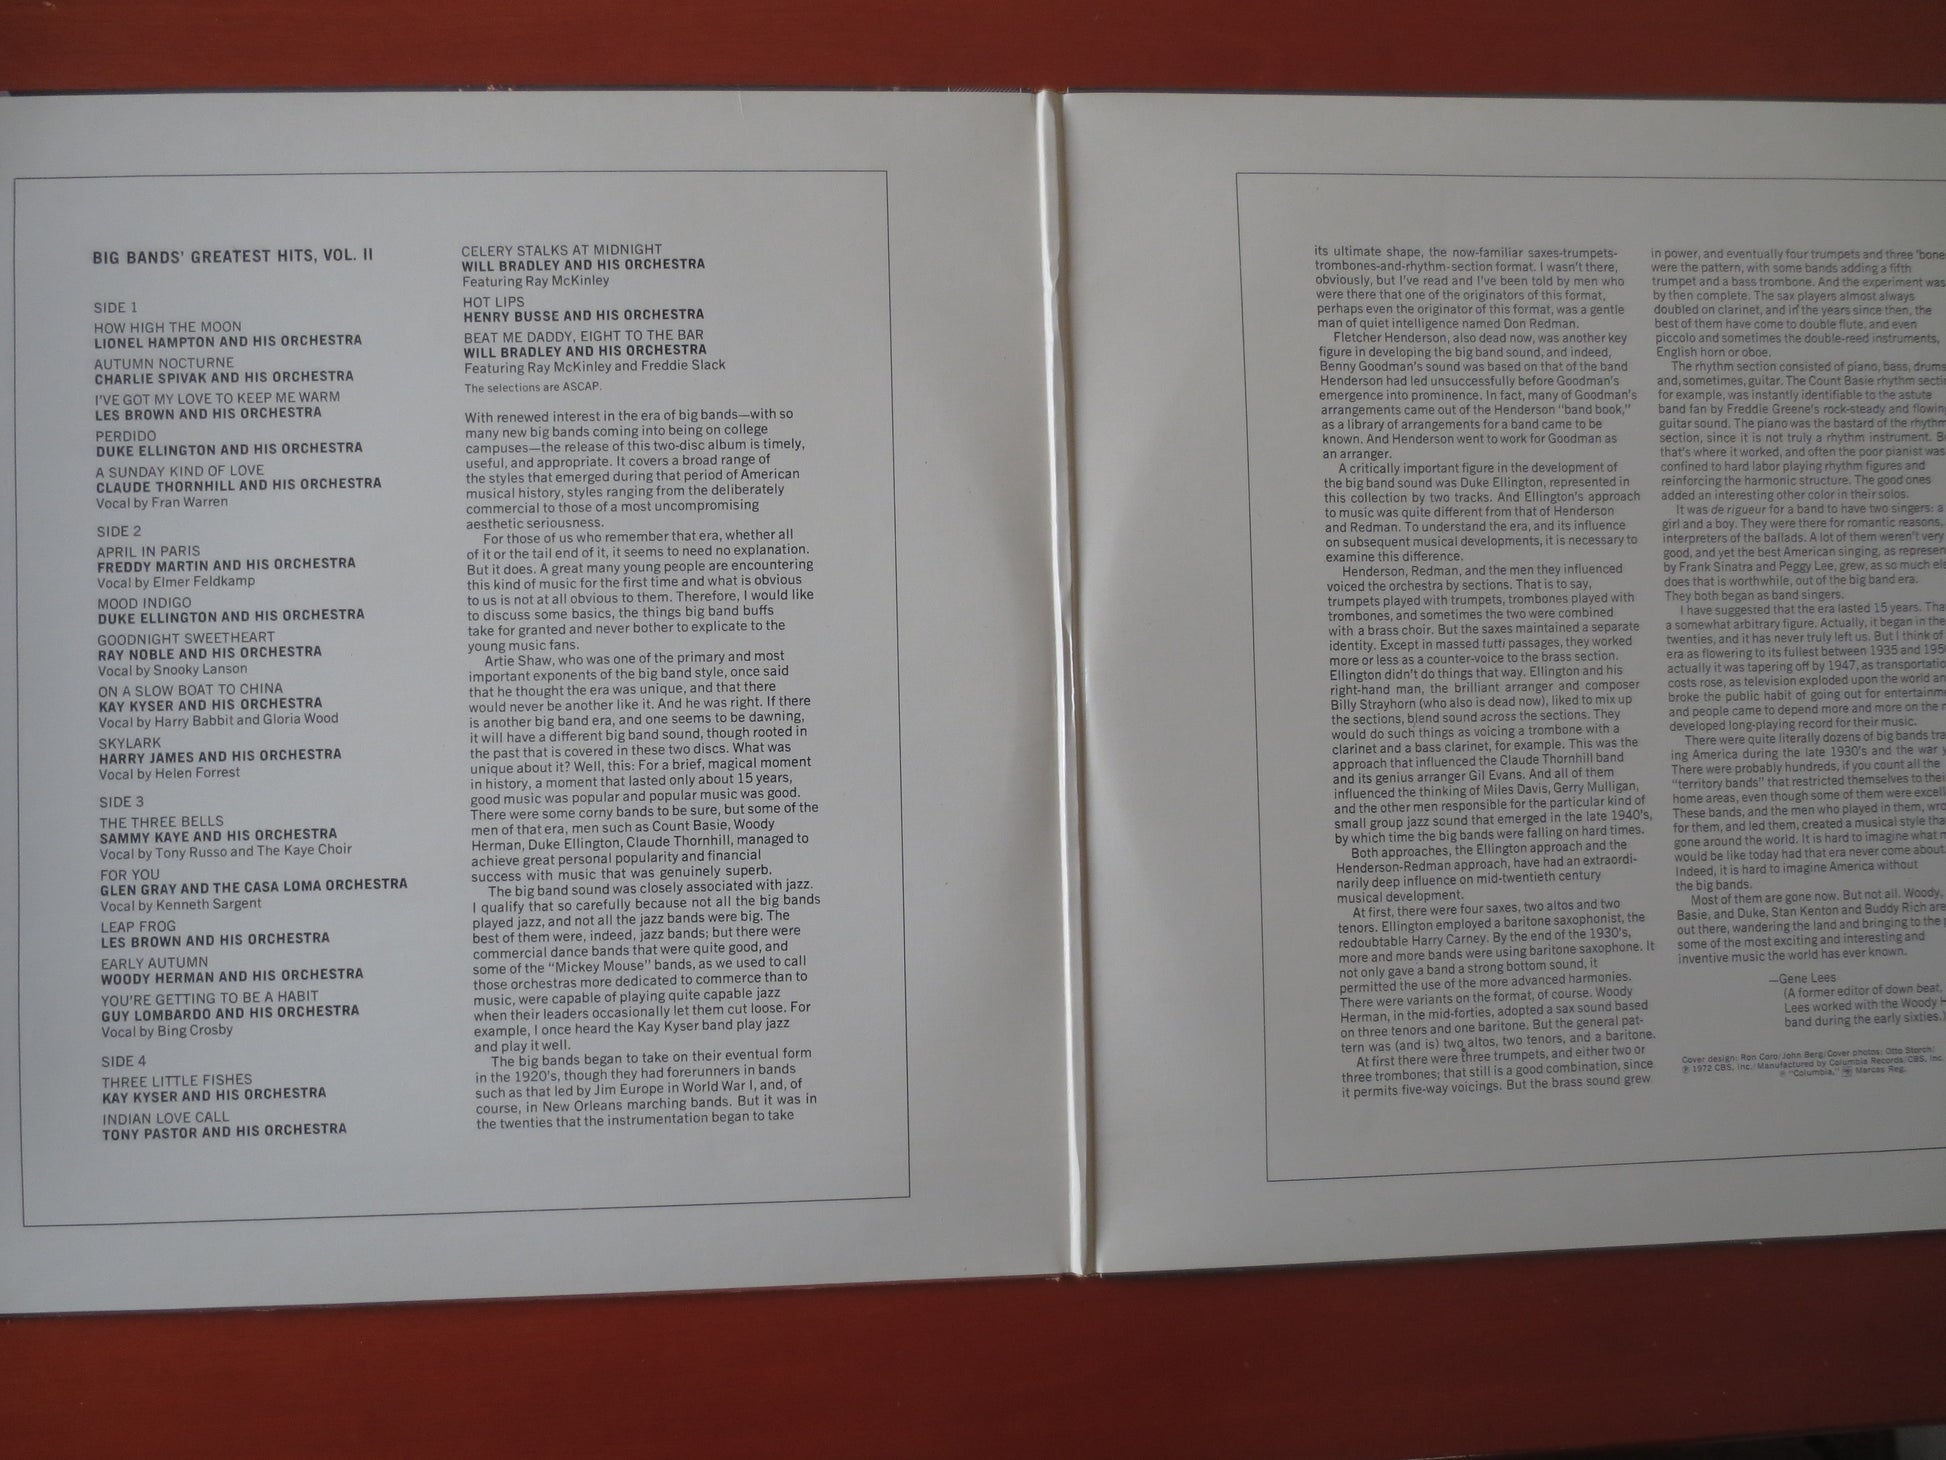 BIG BANDS' GREATEST HITS, VOL. II
SIDE 1
HOW HIGH THE MOON
LIONEL HAMPTON AND HIS ORCHESTRA
AUTUMN NOCTURNE
CHARLIE SPIVAK AND HIS ORCHESTRA
I'VE GOT MY LOVE TO KEEP ME WARM
LES BROWN AND HIS ORCHESTRA
PERDIDO
DUKE ELLINGTON AND HIS ORCHESTRA
A SUNDAY KIND OF LOVE
CLAUDE THORNHILL AND HIS ORCHESTRA
Vocal by Fran Warren
SIDE 2
APRIL IN PARIS
FREDDY MARTIN AND HIS ORCHESTRA
Vocal by Elmer Feldkamp
MOOD INDIGO
DUKE ELLINGTON AND HIS ORCHESTRA
GOODNIGHT SWEETHEART
RAY NOBLE AND HIS ORCHESTRA
Vocal by Snooky Lanson
ON A SLOW BOAT TO CHINA
KAY KYSER AND HIS ORCHESTRA
Vocal by Harry Babbit and Gloria Wood
SKYLARK
HARRY JAMES AND HIS ORCHESTRA
Vocal by Helen Forrest
SIDE 3
THE THREE BELLS
SAMMY KAYE AND HIS ORCHESTRA
Vocal by Tony Russo and The Kaye Choir
FOR YOU
GLEN GRAY AND THE CASA LOMA ORCHESTRA
Vocal by Kenneth Sargent
LEAP FROG
LES BROWN AND HIS ORCHESTRA
EARLY AUTUMN
WOODY HERMAN AND HIS ORCHESTRA
YOU'RE GETTING TO BE A HABIT
GUY LOMBARDO AND HIS ORCHESTRA
Vocal by Bing Crosby
SIDE 4
THREE LITTLE FISHES
KAY KYSER AND HIS ORCHESTRA
INDIAN LOVE CALL
TONY PASTOR AND HIS ORCHESTRA
CELERY STALKS AT MIDNIGHT
WILL BRADLEY AND HIS ORCHESTRA
Featuring Ray McKinley
HOT LIPS
HENRY BUSSE AND HIS ORCHESTRA
BEAT ME DADDY, EIGHT TO THE BAR
WILL BRADLEY AND HIS ORCHESTRA
Featuring Ray McKinley and Freddie Slack
The selections are ASCAP.
With renewed interest in the era of big bands—with so
many new big bands coming into being on college
campuses—the release of this two-disc album is timely,
useful, and appropriate. It covers a broad range of
the styles that emerged during that period of American
musical history, styles ranging from the deliberately
commercial to those of a most uncompromising
aesthetic seriousness.
For those of us who remember that era, whether all
of it or the tail end of it, it seems to need no explanation.
But it does. A great many young people are encountering
this kind of music for the first time and what is obvious
to us is not at all obvious to them. Therefore, I would like
to discuss some basics, the things big band buffs
take for granted and never bother to explicate to the
young music fans.
Artie Shaw, who was one of the primary and most
important exponents of the big band style, once said
that he thought the era was unique, and that there
would never be another like it. And he was right. If there
is another big band era, and one seems to be dawning,
it will have a different big band sound, though rooted in
the past that is covered in these two discs. What was
unique about it? Well, this: For a brief, magical moment
in history, a moment that lasted only about 15 years,
good music was popular and popular music was good.
There were some corny bands to be sure, but some of the
men of that era, men such as Count Basie, Woody
Herman, Duke Ellington, Claude Thornhill, managed to
achieve great personal popularity and financial
success with music that was genuinely superb.
The big band sound was closely associated with jazz.
I qualify that so carefully because not all the big bands
played jazz, and not all the jazz bands were big. The
best of them were, indeed, jazz bands; but there were
commercial dance bands that were quite good, and
some of the "Mickey Mouse" bands, as we used to call
those orchestras more dedicated to commerce than to
music, were capable of playing quite capable jazz
when their leaders occasionally let them cut loose. For
example, I once heard the Kay Kyser band play jazz
and play it well.
The big bands began to take on their eventual form
in the 1920's, though they had forerunners in bands
such as that led by Jim Europe in World War I, and, of
course, in New Orleans marching bands. But it was in
the twenties that the instrumentation began to take
its ultimate shape, the now-familiar saxes-trumpets-
trombones-and-rhythm-section format. I wasn't there,
obviously, but I've read and I've been told by men who
were there that one of the originators of this format,
perhaps even the originator of this format, was a gentle
man of quiet intelligence named Don Redman.
Fletcher Henderson, also dead now, was another key
figure in developing the big band sound, and indeed,
Benny Goodman's sound was based on that of the band
Henderson had led unsuccessfully before Goodman's
emergence into prominence. In fact, many of Goodman's
arrangements came out of the Henderson "band book,"
as a library of arrangements for a band came to be
known. And Henderson went to work for Goodman as
an arranger.
A critically important figure in the development of
the big band sound was Duke Ellington, represented in
this collection by two tracks. And Ellington's approach
to music was quite different from that of Henderson
and Redman. To understand the era, and its influence
on subsequent musical developments, it is necessary to
examine this difference.
Henderson, Redman, and the men they influenced
voiced the orchestra by sections. That is to say,
trumpets played with trumpets, trombones played with
trombones, and sometimes the two were combined
with a brass choir. But the saxes maintained a separate
identity. Except in massed tutti passages, they worked
more or less as a counter-voice to the brass section.
Ellington didn't do things that way. Ellington and his
right-hand man, the brilliant arranger and composer
Billy Strayhorn (who also is dead now), liked to mix up
the sections, blend sound across the sections. They
would do such things as voicing a trombone with a
clarinet and a bass clarinet, for example. This was the
approach that influenced the Claude Thornhill band
and its genius arranger Gil Evans. And all of them
influenced the thinking of Miles Davis, Gerry Mulligan,
and the other men responsible for the particular kind of
small group jazz sound that emerged in the late 1940's,
by which time the big bands were falling on hard times.
Both approaches, the Ellington approach and the
Henderson-Redman approach, have had an extraordi-
narily deep influence on mid-twentieth century
musical development.
At first, there were four saxes, two altos and two
tenors. Ellington employed a baritone saxophonist, the
redoubtable Harry Carney. By the end of the 1930's,
more and more bands were using baritone saxophone. It
not only gave a band a strong bottom sound, it
permitted the use of the more advanced harmonies.
There were variants on the format, of course. Woody
Herman, in the mid-forties, adopted a sax sound based
on three tenors and one baritone. But the general pat-
tern was (and is) two altos, two tenors, and a baritone.
At first there were three trumpets, and either two or
three trombones; that still is a good combination, since
it permits five-way voicings. But the brass sound grew
in power, and eventually four trumpets and three 'bone
were the pattern, with some bands adding a fifth
trumpet and a bass trombone. And the experiment was
by then complete. The sax players almost always
doubled on clarinet, and in the years since then, the
best of them have come to double flute, and even
piccolo and sometimes the double-reed instruments,
English horn or oboe.
The rhythm section consisted of piano, bass, drums
and, sometimes, guitar. The Count Basie rhythm sectio
for example, was instantly identifiable to the astute
band fan by Freddie Greene's rock-steady and flowing
guitar sound. The piano was the bastard of the rhythm
section, since it is not truly a rhythm instrument. B
that's where it worked, and often the poor pianist was
confined to hard labor playing rhythm figures and
reinforcing the harmonic structure. The good ones
added an interesting other color in their solos.
It was de rigueur for a band to have two singers: a
girl and a boy. They were there for romantic reasons,
interpreters of the ballads. A lot of them weren't very
good, and yet the best American singing, as represen
by Frank Sinatra and Peggy Lee, grew, as so much els
does that is worthwhile, out of the big band era.
They both began as band singers.
I have suggested that the era lasted 15 years. Tha
a somewhat arbitrary figure. Actually, it began in the
twenties, and it has never truly left us. But I think of
era as flowering to its fullest between 1935 and 195
actually it was tapering off by 1947, as transportatio
costs rose, as television exploded upon the world an
broke the public habit of going out for entertainme
and people came to depend more and more on the n
developed long-playing record for their music.
There were quite literally dozens of big bands tra
ing America during the late 1930's and the war y
There were probably hundreds, if you count all the
"territory bands" that restricted themselves to thei
home areas, even though some of them were excell
These bands, and the men who played in them, wro
for them, and led them, created a musical style tha
gone around the world. It is hard to imagine what m
would be like today had that era never come about.
Indeed, it is hard to imagine America without
the big bands.
Most of them are gone now. But not all. Woody,
Basie, and Duke, Stan Kenton and Buddy Rich are
out there, wandering the land and bringing to the
some of the most exciting and interesting and
inventive music the world has ever known.
—Gene Lees
(A former editor of down beat,
Lees worked with the Woody H
band during the early sixties.)
Cover design: Ron Coro/John Berg/Cover photos: Otto Storch/
℗ 1972 CBS, Inc./Manufactured by Columbia Records/CBS, Inc.
® "Columbia," Marcas Reg.